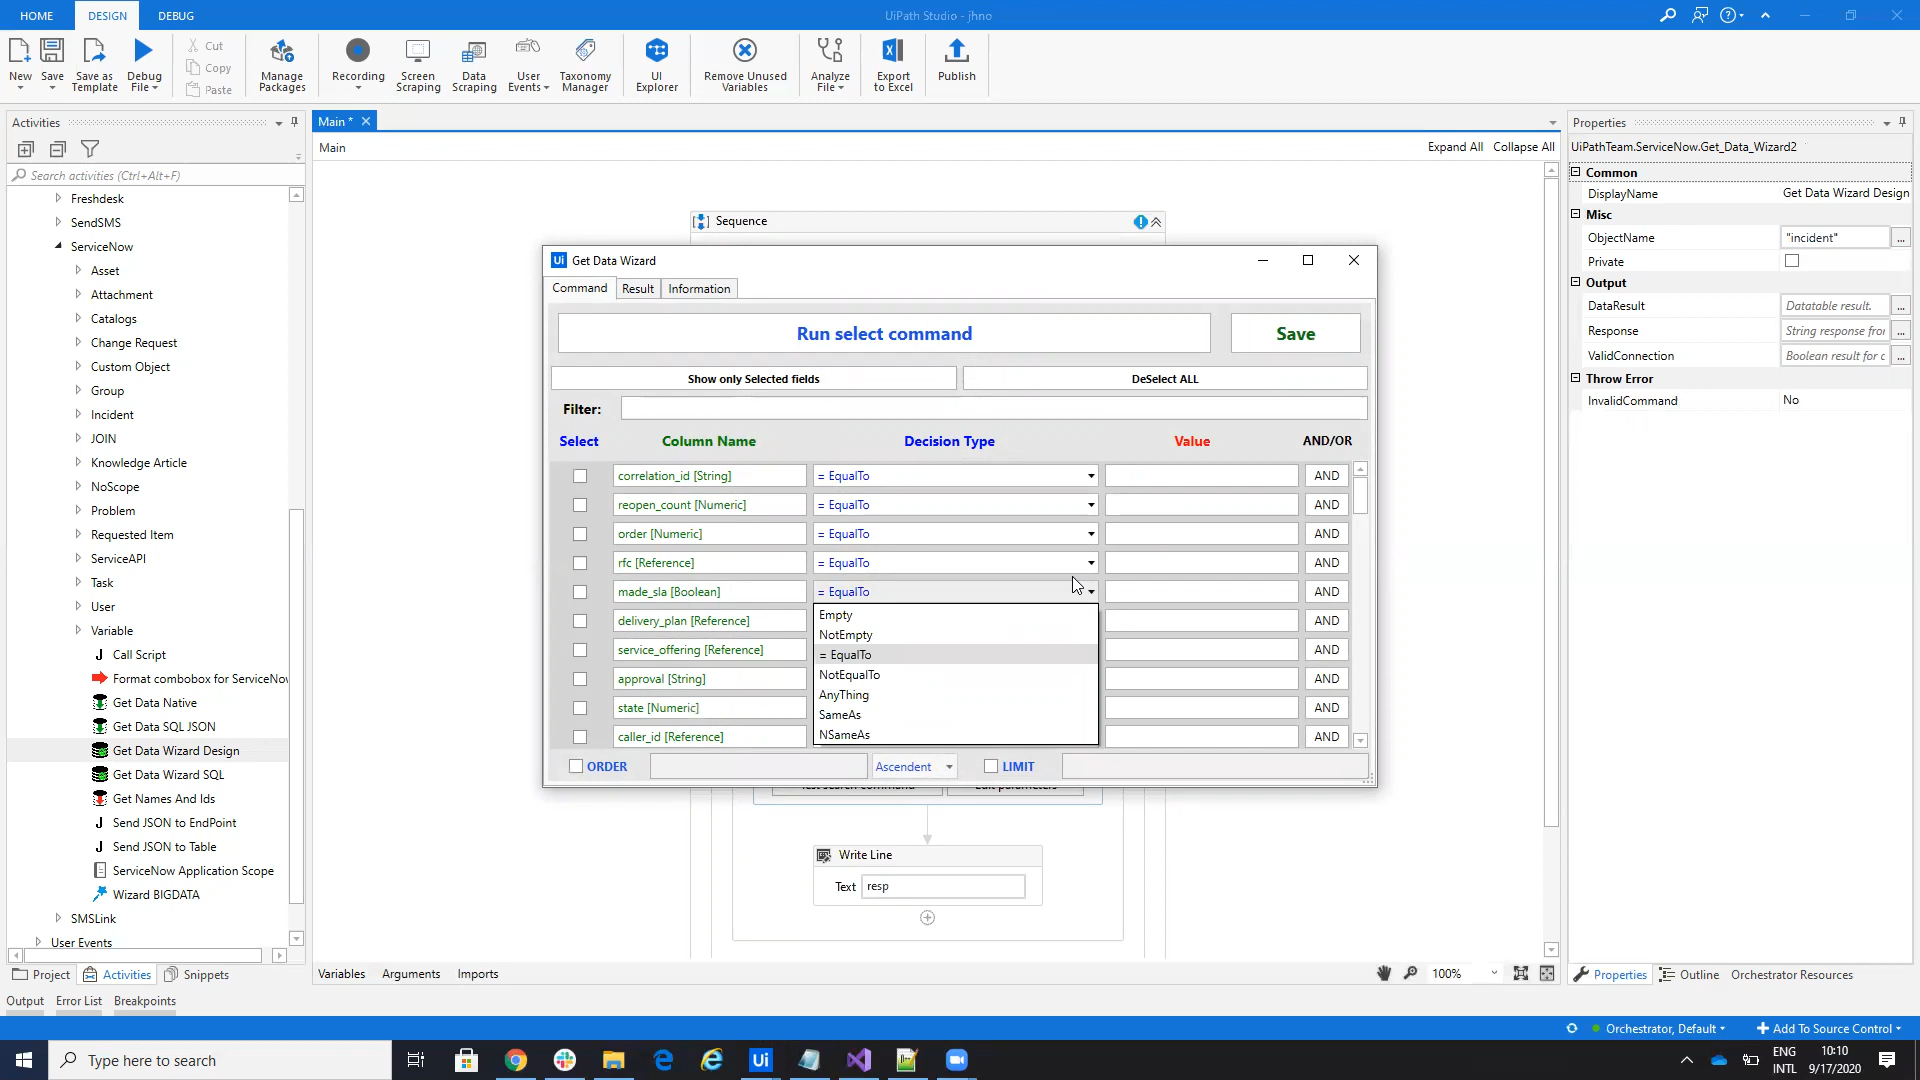 HOME
DESIGN
DEBUG
UiPath Studio - jhno
New
Save
Save as Template
Debug File
Cut
Copy
Paste
Manage Packages
Recording
Screen Scraping
Data Scraping
User Events
Taxonomy Manager
UI Explorer
Remove Unused Variables
Analyze File
Export to Excel
Publish
Activities
Search activities (Ctrl+Alt+F)
Freshdesk
SendSMS
ServiceNow
Asset
Attachment
Catalogs
Change Request
Custom Object
Group
Incident
JOIN
Knowledge Article
NoScope
Problem
Requested Item
ServiceAPI
Task
User
Variable
Call Script
Format combobox for ServiceNov
Get Data Native
Get Data SQL JSON
Get Data Wizard Design
Get Data Wizard SQL
Get Names And Ids
Send JSON to EndPoint
Send JSON to Table
ServiceNow Application Scope
Wizard BIGDATA
SMSLink
User Events
Project
Activities
Snippets
Main *
Main
Expand All
Collapse All
Sequence
Ui Get Data Wizard
Command
Result
Information
Run select command
Save
Show only Selected fields
DeSelect ALL
Filter:
Select
Column Name
Decision Type
Value
AND/OR
correlation_id [String] = EqualTo AND
reopen_count [Numeric] = EqualTo AND
order [Numeric] = EqualTo AND
rfc [Reference] = EqualTo AND
made_sla [Boolean] = EqualTo AND
delivery_plan [Reference] AND
service_offering [Reference] AND
approval [String] AND
state [Numeric] AND
caller_id [Reference] AND
Empty
NotEmpty
= EqualTo
NotEqualTo
AnyThing
SameAs
NSameAs
ORDER
Ascendent
LIMIT
Write Line
Text resp
Variables
Arguments
Imports
100%
Properties
UiPathTeam.ServiceNow.Get_Data_Wizard2
Common
DisplayName Get Data Wizard Design
Misc
ObjectName "incident" ...
Private
Output
DataResult Datatable result. ...
Response String response fror ...
ValidConnection Boolean result for c ...
Throw Error
InvalidCommand No
Properties
Outline
Orchestrator Resources
Output
Error List
Breakpoints
Orchestrator, Default
Add To Source Control
Type here to search
Ui
ENG
INTL
10:10
9/17/2020